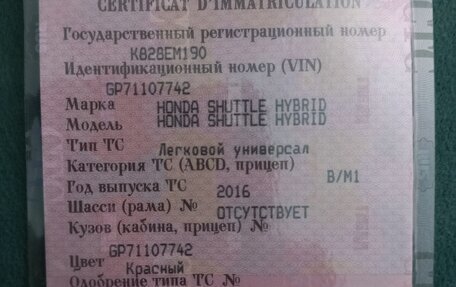 CERTIFICAT D'IMMATRICULATION
Государственный регистрационный номер
К828ЕМ190
Идентификационный номер (VIN)
GP71107742
Марка HONDA SHUTTLE HYBRID
Модель HONDA SHUTTLE HYBRID
Тип ТС Легковой универсал
Категория ТС (ABCD, прицеп) B/M1
Год выпуска ТС 2016
Шасси (рама) № ОТСУТСТВУЕТ
Кузов (кабина, прицеп) №
GP71107742
Цвет Красный
Одобрение типа ТС №